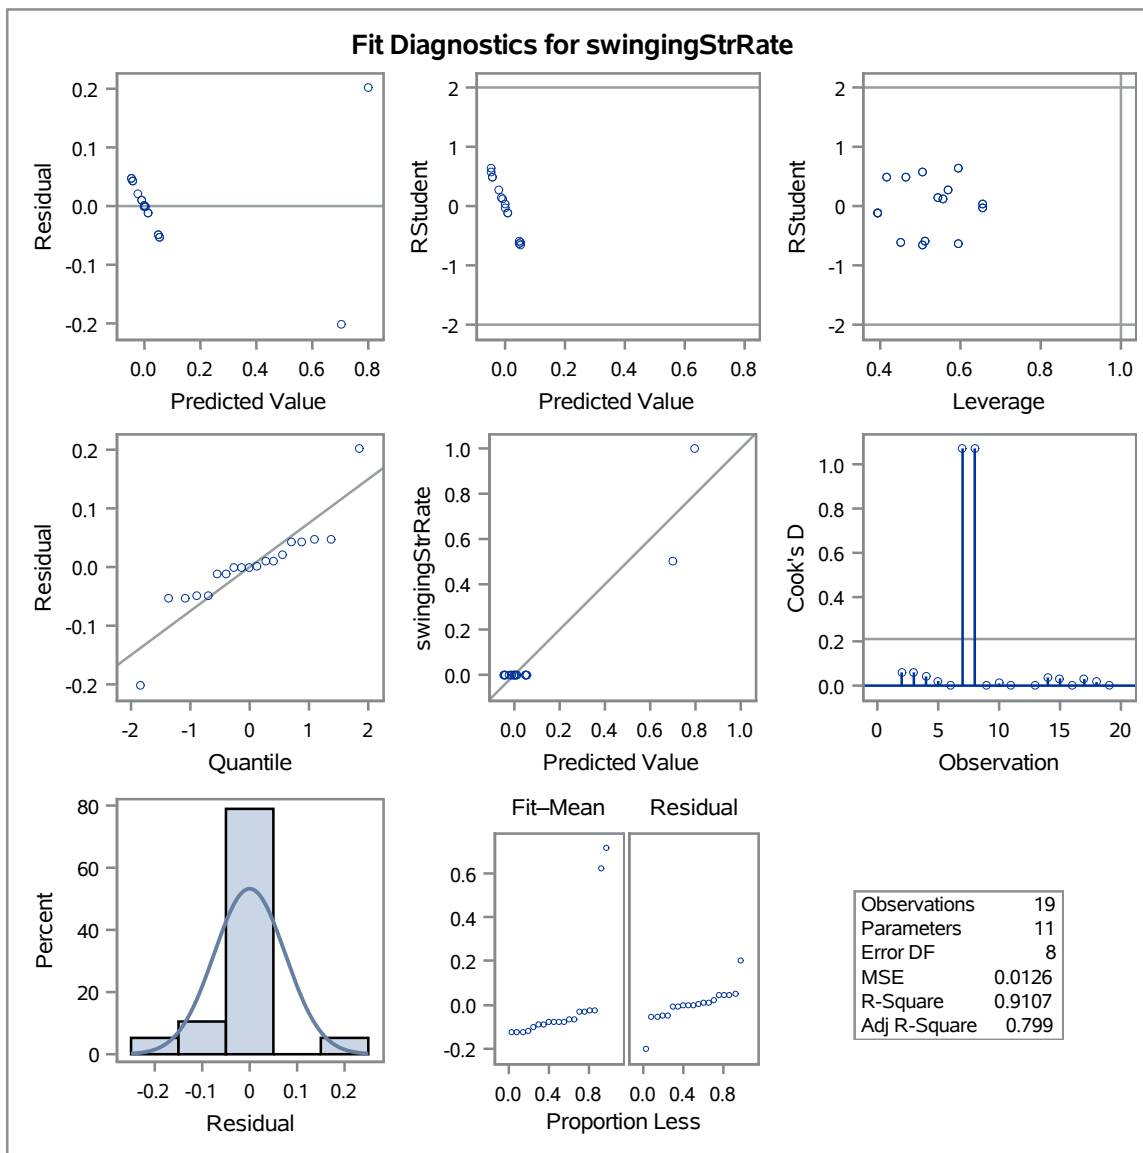 Fit Diagnostics for swingingStrRate
0.2
0.1
0.0
-0.1
-0.2
Residual
0.0 0.2 0.4 0.6 0.8
Predicted Value
2
1
0
-1
-2
RStudent
0.0 0.2 0.4 0.6 0.8
Predicted Value
2
1
0
-1
-2
RStudent
0.4 0.6 0.8 1.0
Leverage
0.2
0.1
0.0
-0.1
-0.2
Residual
-2 -1 0 1 2
Quantile
1.0
0.8
0.6
0.4
0.2
0.0
swingingStrRate
0.0 0.2 0.4 0.6 0.8 1.0
Predicted Value
1.0
0.8
0.6
0.4
0.2
0.0
Cook's D
0 5 10 15 20
Observation
80
60
40
20
0
Percent
-0.2 -0.1 0 0.1 0.2
Residual
Fit–Mean Residual
0.6
0.4
0.2
0.0
-0.2
0.0 0.4 0.8 0.0 0.4 0.8
Proportion Less
Observations 19
Parameters 11
Error DF 8
MSE 0.0126
R-Square 0.9107
Adj R-Square 0.799